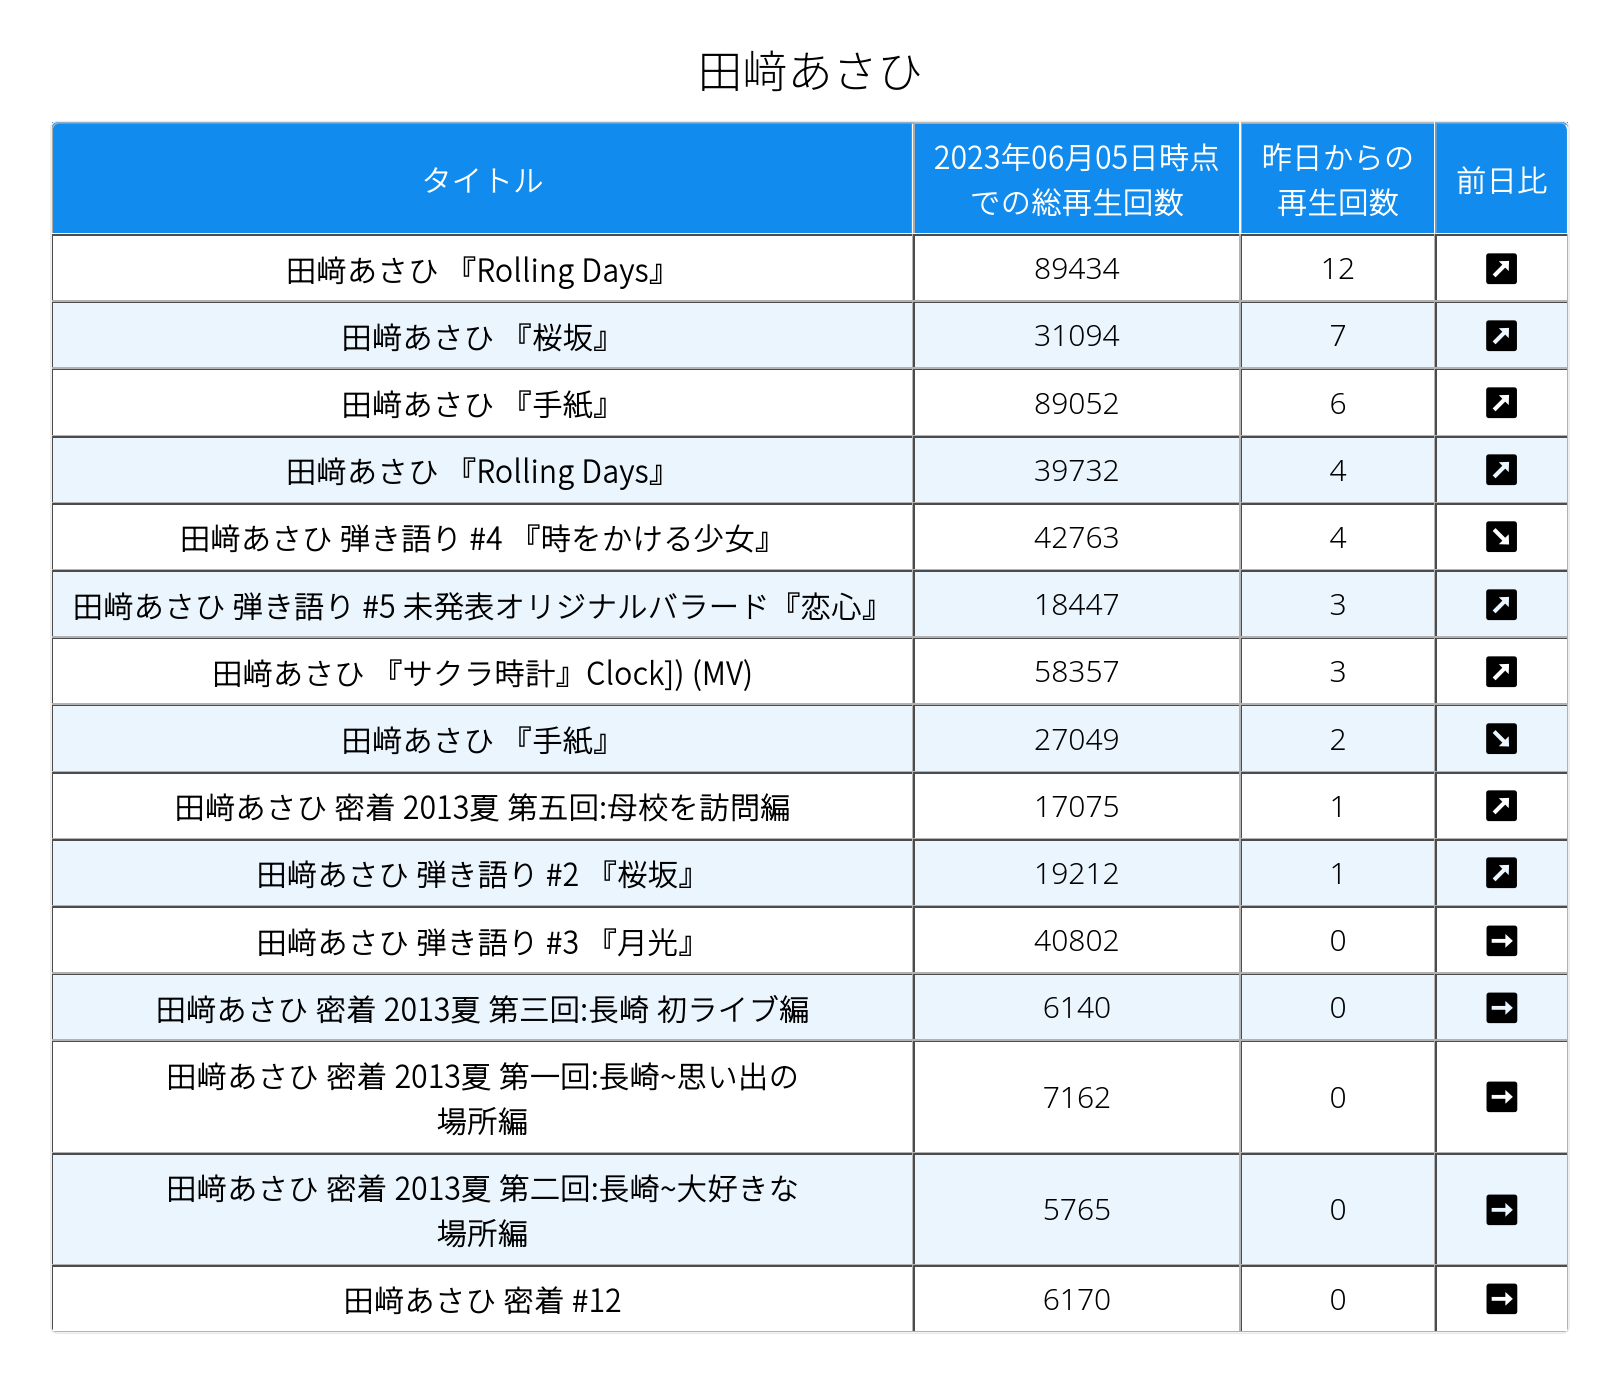 田﨑あさひ
タイトル
2023年06月05日時点
での総再生回数
昨日からの
再生回数
前日比
田﨑あさひ 『Rolling Days』 89434 12
田﨑あさひ 『桜坂』 31094 7
田﨑あさひ 『手紙』 89052 6
田﨑あさひ 『Rolling Days』 39732 4
田﨑あさひ 弾き語り #4 『時をかける少女』 42763 4
田﨑あさひ 弾き語り #5 未発表オリジナルバラード『恋心』 18447 3
田﨑あさひ 『サクラ時計』Clock]) (MV) 58357 3
田﨑あさひ 『手紙』 27049 2
田﨑あさひ 密着 2013夏 第五回:母校を訪問編 17075 1
田﨑あさひ 弾き語り #2 『桜坂』 19212 1
田﨑あさひ 弾き語り #3 『月光』 40802 0
田﨑あさひ 密着 2013夏 第三回:長崎 初ライブ編 6140 0
田﨑あさひ 密着 2013夏 第一回:長崎~思い出の
場所編 7162 0
田﨑あさひ 密着 2013夏 第二回:長崎~大好きな
場所編 5765 0
田﨑あさひ 密着 #12 6170 0